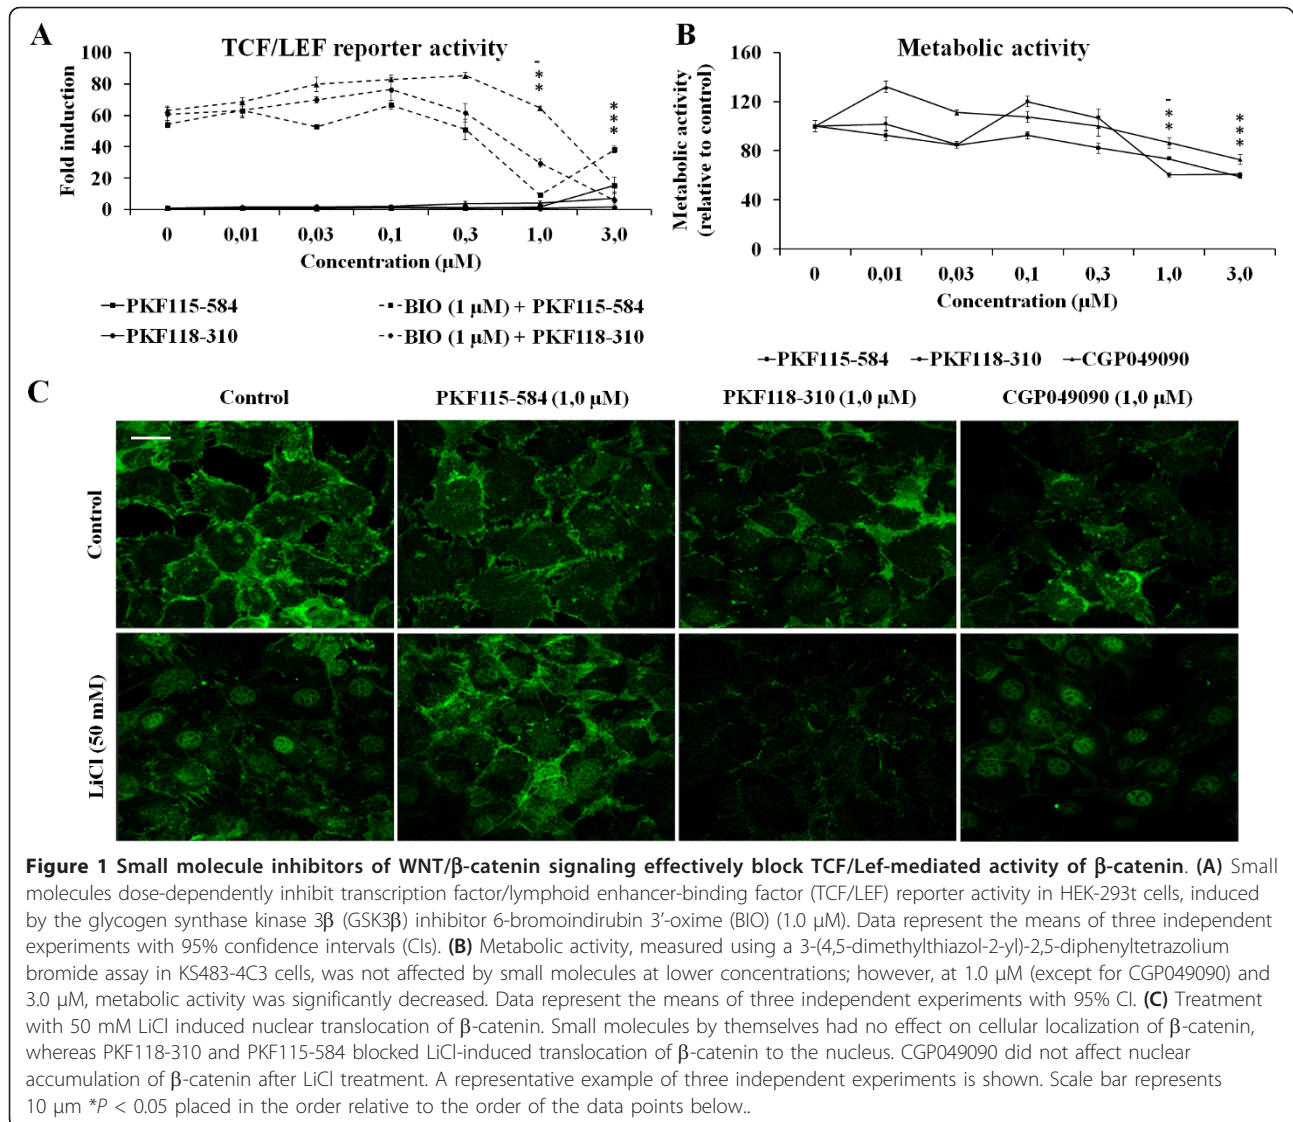 A
TCF/LEF reporter activity
Fold induction
100
80
60
40
20
0
-
*
*
*
*
*
0 0,01 0,03 0,1 0,3 1,0 3,0
Concentration (µM)
PKF115-584
PKF118-310
BIO (1 µM) + PKF115-584
BIO (1 µM) + PKF118-310
B
Metabolic activity
Metabolic activity
(relative to control)
160
120
80
40
0
-
*
*
*
*
*
0 0,01 0,03 0,1 0,3 1,0 3,0
Concentration (µM)
PKF115-584 PKF118-310 CGP049090
C
Control PKF115-584 (1,0 µM) PKF118-310 (1,0 µM) CGP049090 (1,0 µM)
Control
LiCl (50 mM)
Figure 1 Small molecule inhibitors of WNT/β-catenin signaling effectively block TCF/Lef-mediated activity of β-catenin. (A) Small
molecules dose-dependently inhibit transcription factor/lymphoid enhancer-binding factor (TCF/LEF) reporter activity in HEK-293t cells, induced
by the glycogen synthase kinase 3β (GSK3β) inhibitor 6-bromoindirubin 3′-oxime (BIO) (1.0 μM). Data represent the means of three independent
experiments with 95% confidence intervals (CIs). (B) Metabolic activity, measured using a 3-(4,5-dimethylthiazol-2-yl)-2,5-diphenyltetrazolium
bromide assay in KS483-4C3 cells, was not affected by small molecules at lower concentrations; however, at 1.0 μM (except for CGP049090) and
3.0 μM, metabolic activity was significantly decreased. Data represent the means of three independent experiments with 95% CI. (C) Treatment
with 50 mM LiCl induced nuclear translocation of β-catenin. Small molecules by themselves had no effect on cellular localization of β-catenin,
whereas PKF118-310 and PKF115-584 blocked LiCl-induced translocation of β-catenin to the nucleus. CGP049090 did not affect nuclear
accumulation of β-catenin after LiCl treatment. A representative example of three independent experiments is shown. Scale bar represents
10 μm *P < 0.05 placed in the order relative to the order of the data points below..